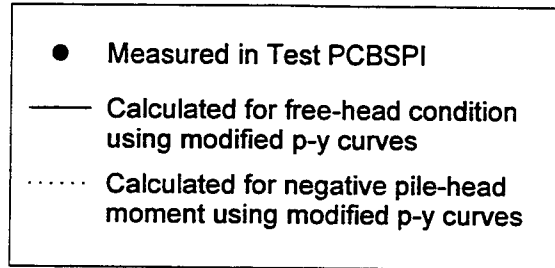 Measured in Test PCBSPI
Calculated for free-head condition
using modified p-y curves
Calculated for negative pile-head
moment using modified p-y curves